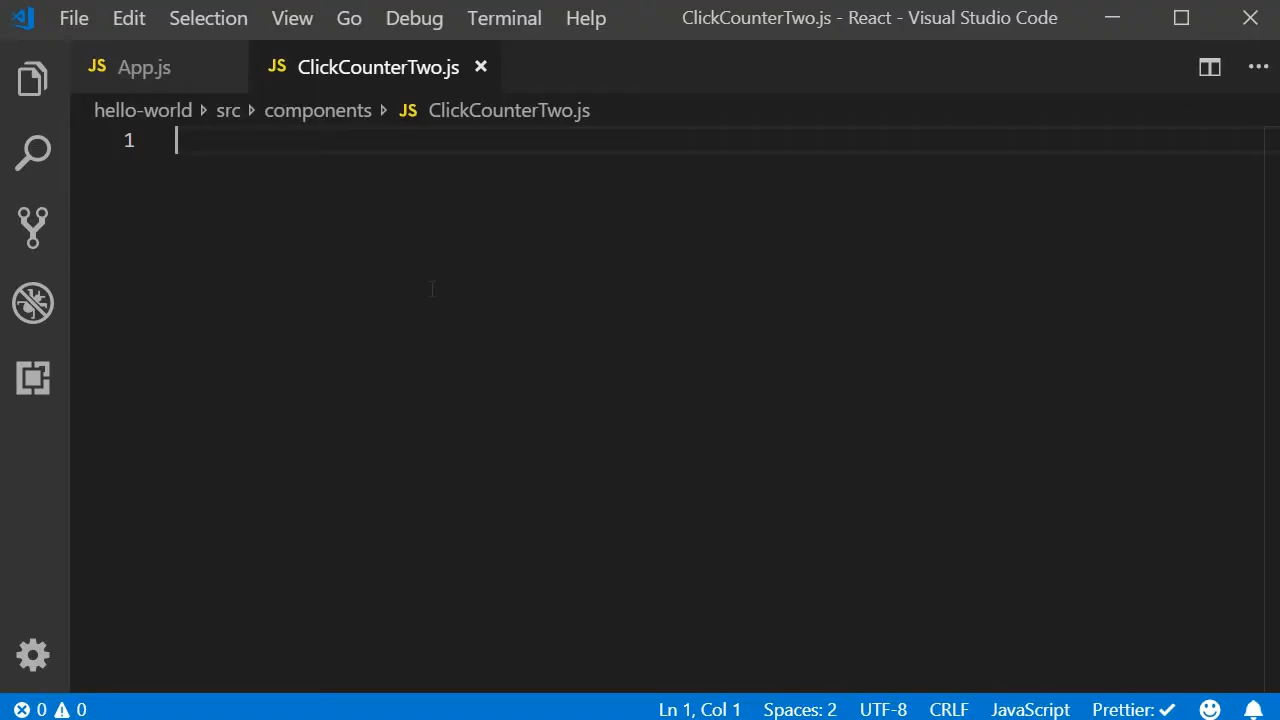 File Edit Selection View Go Debug Terminal Help ClickCounterTwo.js - React - Visual Studio Code
JS App.js JS ClickCounterTwo.js
hello-world src components JS ClickCounterTwo.js
1
0 0 Ln 1, Col 1 Spaces: 2 UTF-8 CRLF JavaScript Prettier: